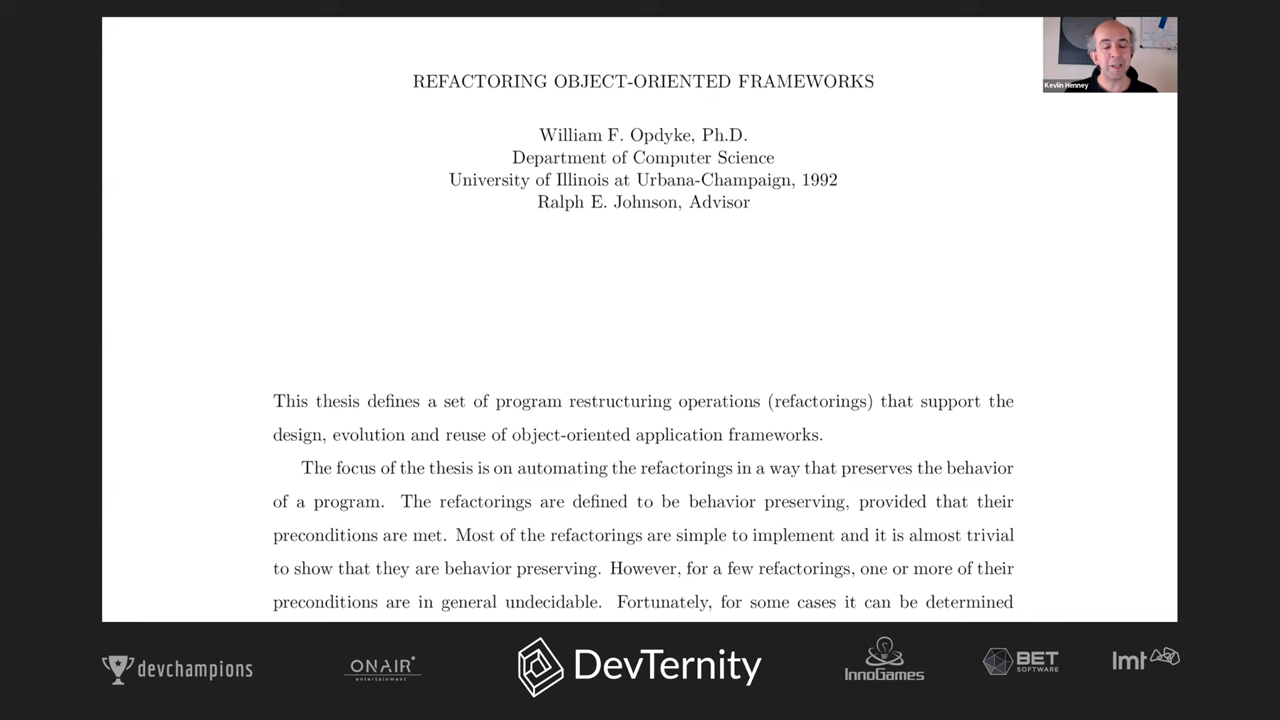 REFACTORING OBJECT-ORIENTED FRAMEWORKS
William F. Opdyke, Ph.D.
Department of Computer Science
University of Illinois at Urbana-Champaign, 1992
Ralph E. Johnson, Advisor
Kevlin Henney
This thesis defines a set of program restructuring operations (refactorings) that support the
design, evolution and reuse of object-oriented application frameworks.
The focus of the thesis is on automating the refactorings in a way that preserves the behavior
of a program. The refactorings are defined to be behavior preserving, provided that their
preconditions are met. Most of the refactorings are simple to implement and it is almost trivial
to show that they are behavior preserving. However, for a few refactorings, one or more of their
preconditions are in general undecidable. Fortunately, for some cases it can be determined
devchampions
ONAIR
entertainment
DevTernity
InnoGames
BET
SOFTWARE
lmt